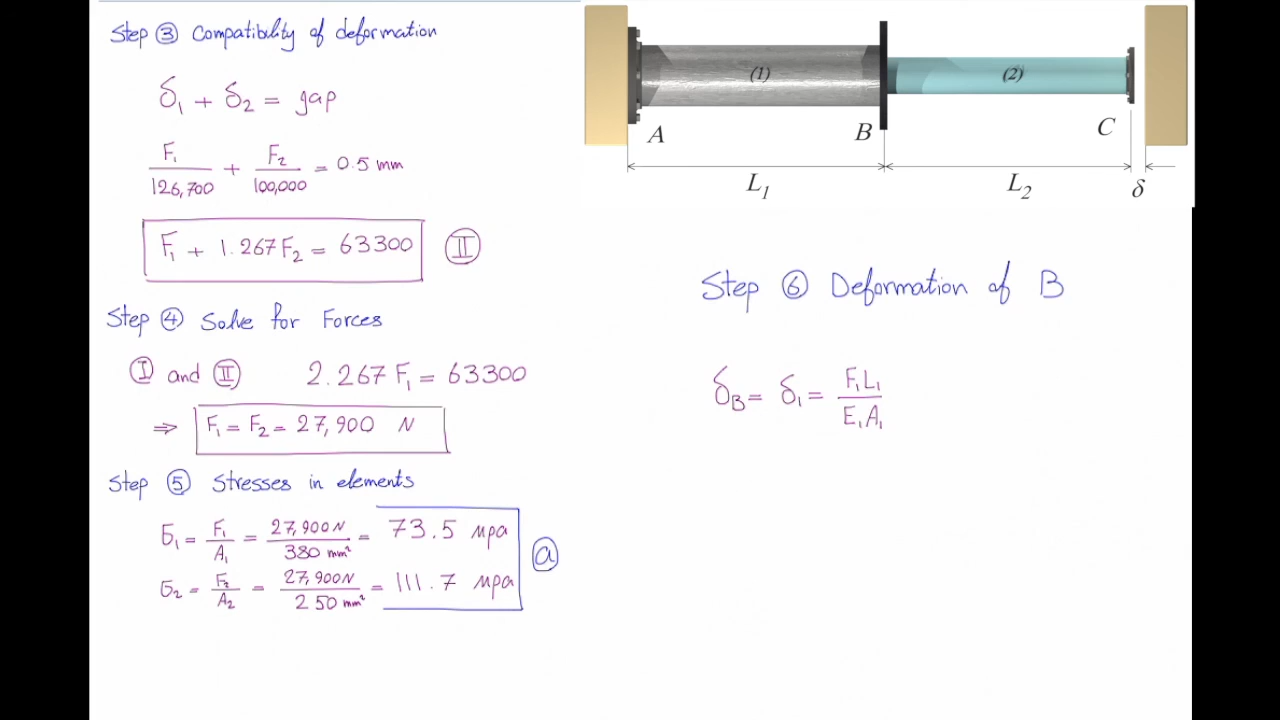 Step ③ Compatibility of deformation
δ₁ + δ₂ = gap
F₁/126,700 + F₂/100,000 = 0.5 mm
F₁ + 1.267F₂ = 63300 Ⅱ
Step ④ Solve for Forces
Ⅰ and Ⅱ 2.267 F₁ = 63300
⇒ F₁ = F₂ = 27,900 N
Step ⑤ Stresses in elements
σ₁ = F₁/A₁ = 27,900 N/380 mm² = 73.5 mpa
σ₂ = F₂/A₂ = 27,900 N/250 mm² = 111.7 mpa
ⓐ
(1) (2)
A B C
L₁ L₂ δ
Step ⑥ Deformation of B
δB = δ₁ = F₁L₁/E₁A₁